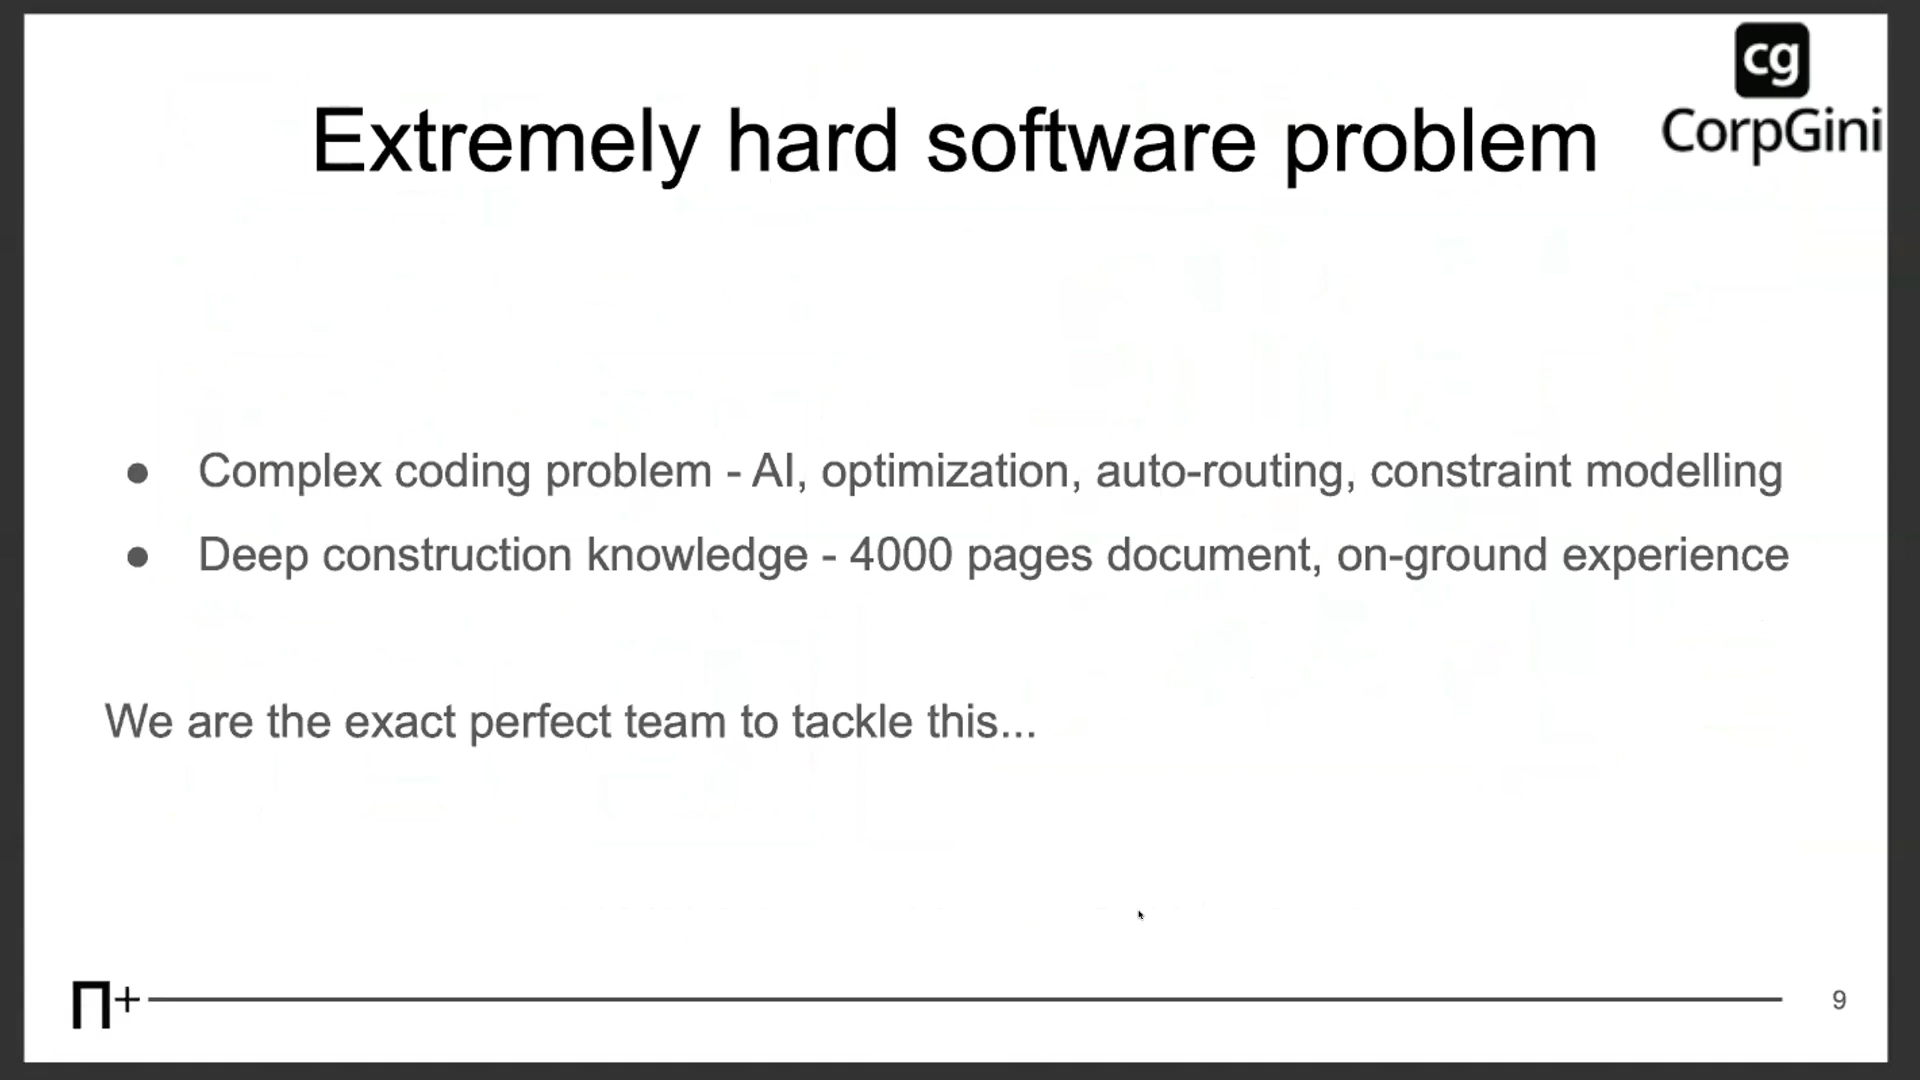 cg
CorpGini
Extremely hard software problem
● Complex coding problem - AI, optimization, auto-routing, constraint modelling
● Deep construction knowledge - 4000 pages document, on-ground experience
We are the exact perfect team to tackle this...
Π+
9